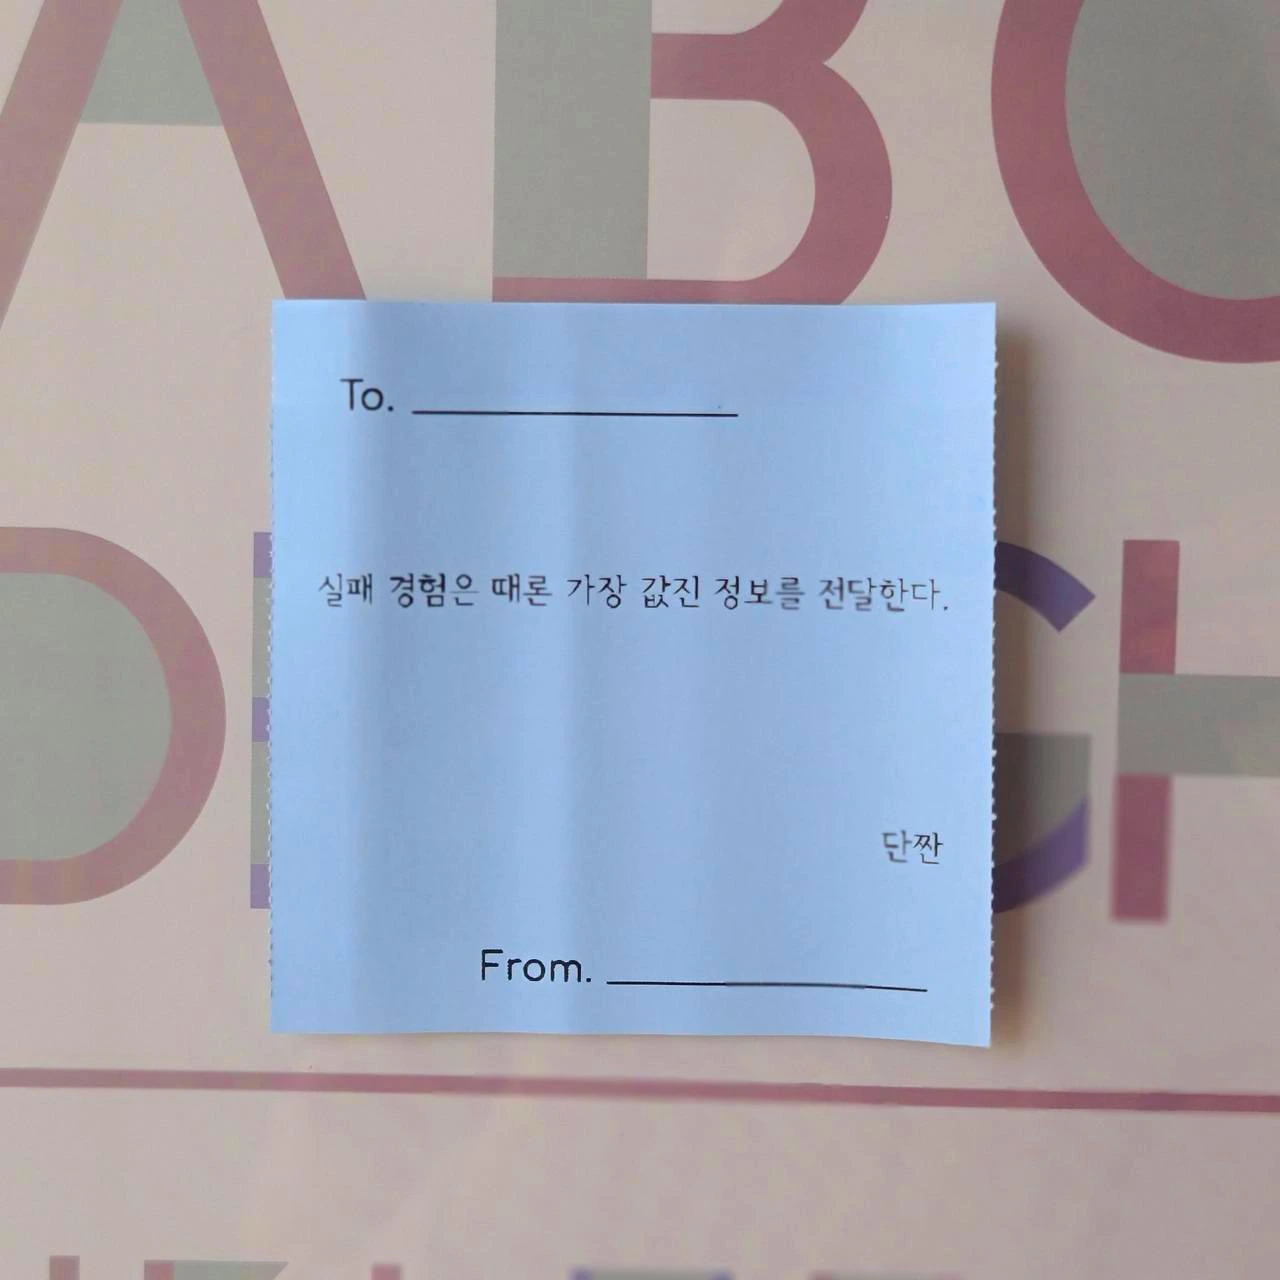 ABC
To.
실패 경험은 때론 가장 값진 정보를 전달한다.
단짠
From.